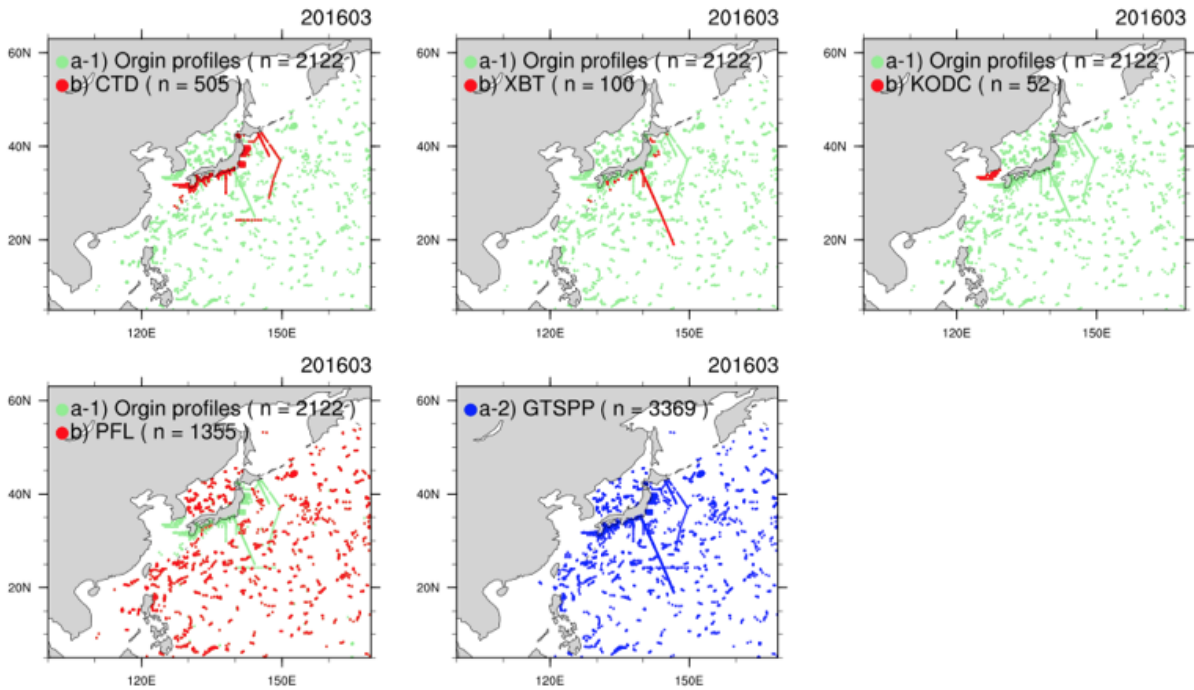 201603
a-1) Orgin profiles ( n = 2122 )
b) CTD ( n = 505 )
60N
40N
20N
120E
150E
201603
a-1) Orgin profiles ( n = 2122 )
b) XBT ( n = 100 )
60N
40N
20N
120E
150E
201603
a-1) Orgin profiles ( n = 2122 )
b) KODC ( n = 52 )
60N
40N
20N
120E
150E
201603
a-1) Orgin profiles ( n = 2122 )
b) PFL ( n = 1355 )
60N
40N
20N
120E
150E
201603
a-2) GTSPP ( n = 3369 )
60N
40N
20N
120E
150E